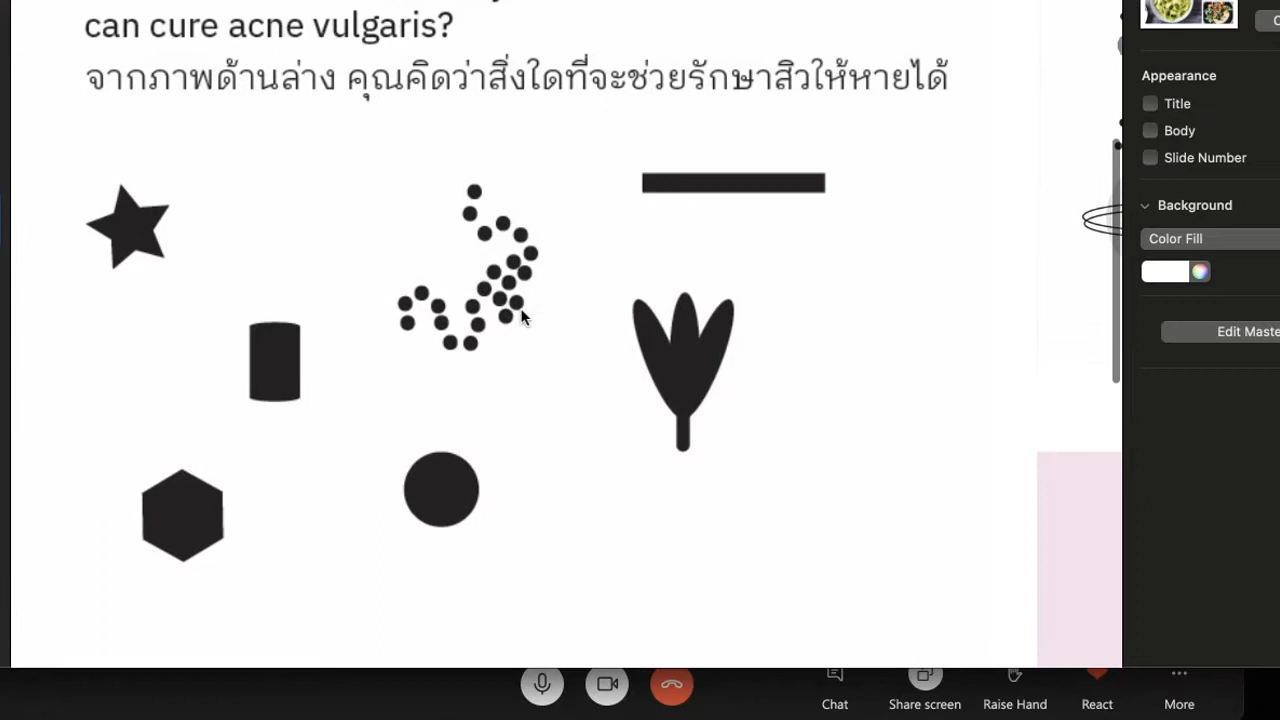 can cure acne vulgaris?
จากภาพด้านล่าง คุณคิดว่าสิ่งใดที่จะช่วยรักษาสิวให้หายได้
Appearance
Title
Body
Slide Number
Background
Color Fill
Edit Maste
Chat
Share screen
Raise Hand
React
More